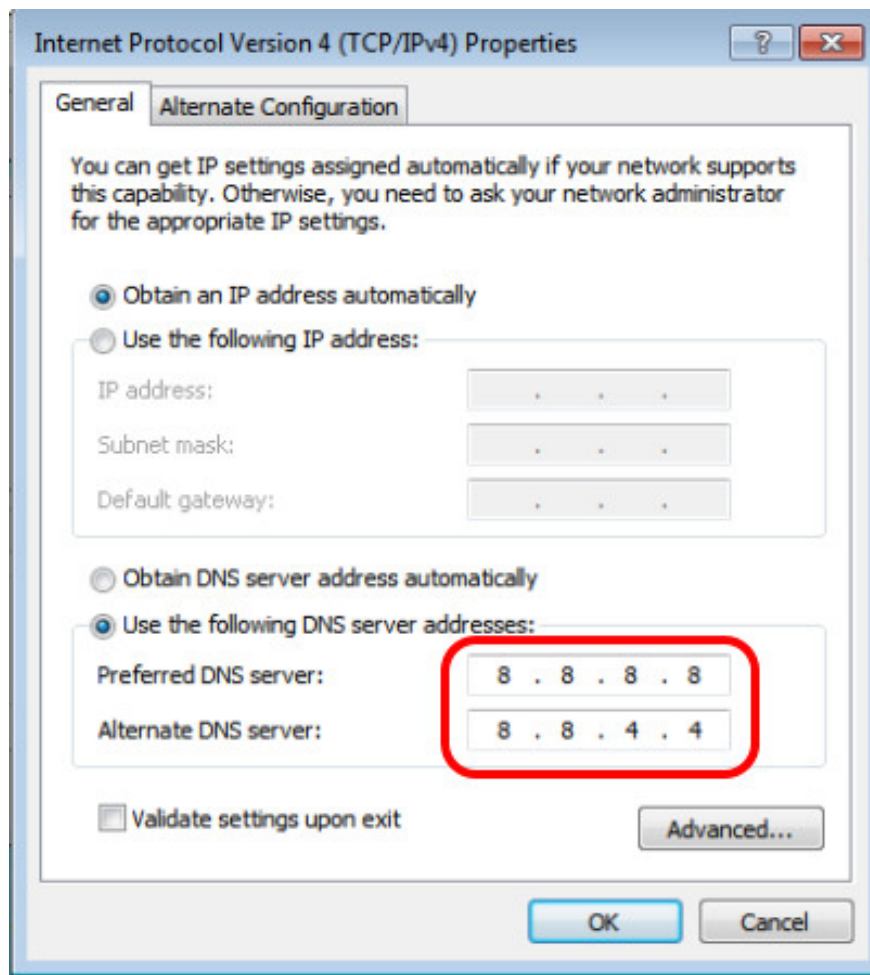 Internet Protocol Version 4 (TCP/IPv4) Properties
General
Alternate Configuration
You can get IP settings assigned automatically if your network supports
this capability. Otherwise, you need to ask your network administrator
for the appropriate IP settings.
Obtain an IP address automatically
Use the following IP address:
IP address: . . .
Subnet mask: . . .
Default gateway: . . .
Obtain DNS server address automatically
Use the following DNS server addresses:
Preferred DNS server: 8 . 8 . 8 . 8
Alternate DNS server: 8 . 8 . 4 . 4
Validate settings upon exit
Advanced...
OK
Cancel